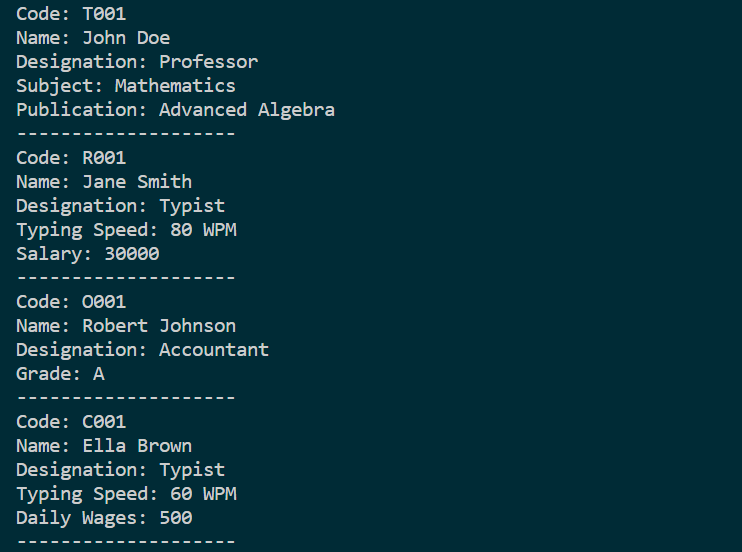 Code: T001
Name: John Doe
Designation: Professor
Subject: Mathematics
Publication: Advanced Algebra
--------------------
Code: R001
Name: Jane Smith
Designation: Typist
Typing Speed: 80 WPM
Salary: 30000
--------------------
Code: O001
Name: Robert Johnson
Designation: Accountant
Grade: A
--------------------
Code: C001
Name: Ella Brown
Designation: Typist
Typing Speed: 60 WPM
Daily Wages: 500
--------------------